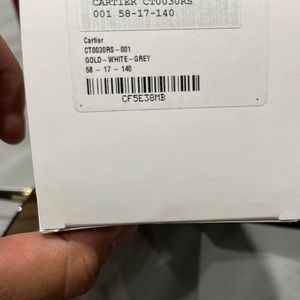 CARTIER CT0030RS
001 58-17-140
Cartier
CT0030RS-001
GOLD-WHITE-GREY
58 - 17 - 140
CF5E38MB